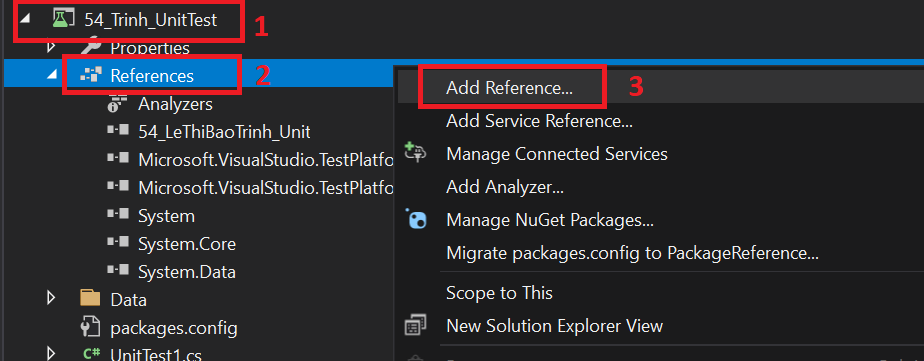 54_Trinh_UnitTest 1
Properties
References 2
Analyzers
54_LeThiBaoTrinh_Unit
Microsoft.VisualStudio.TestPlatfo
Microsoft.VisualStudio.TestPlatfo
System
System.Core
System.Data
Data
packages.config
C# UnitTest1.cs
Add Reference... 3
Add Service Reference...
Manage Connected Services
Add Analyzer...
Manage NuGet Packages...
Migrate packages.config to PackageReference...
Scope to This
New Solution Explorer View